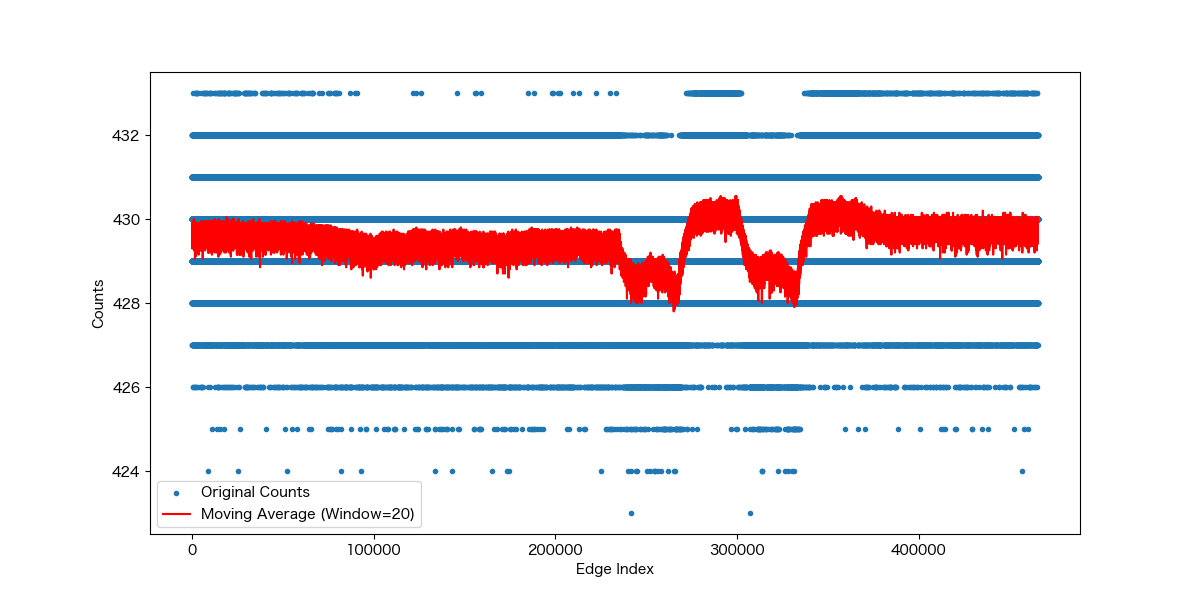 432
430
428
426
424
Counts
Original Counts
Moving Average (Window=20)
0
100000
200000
300000
400000
Edge Index